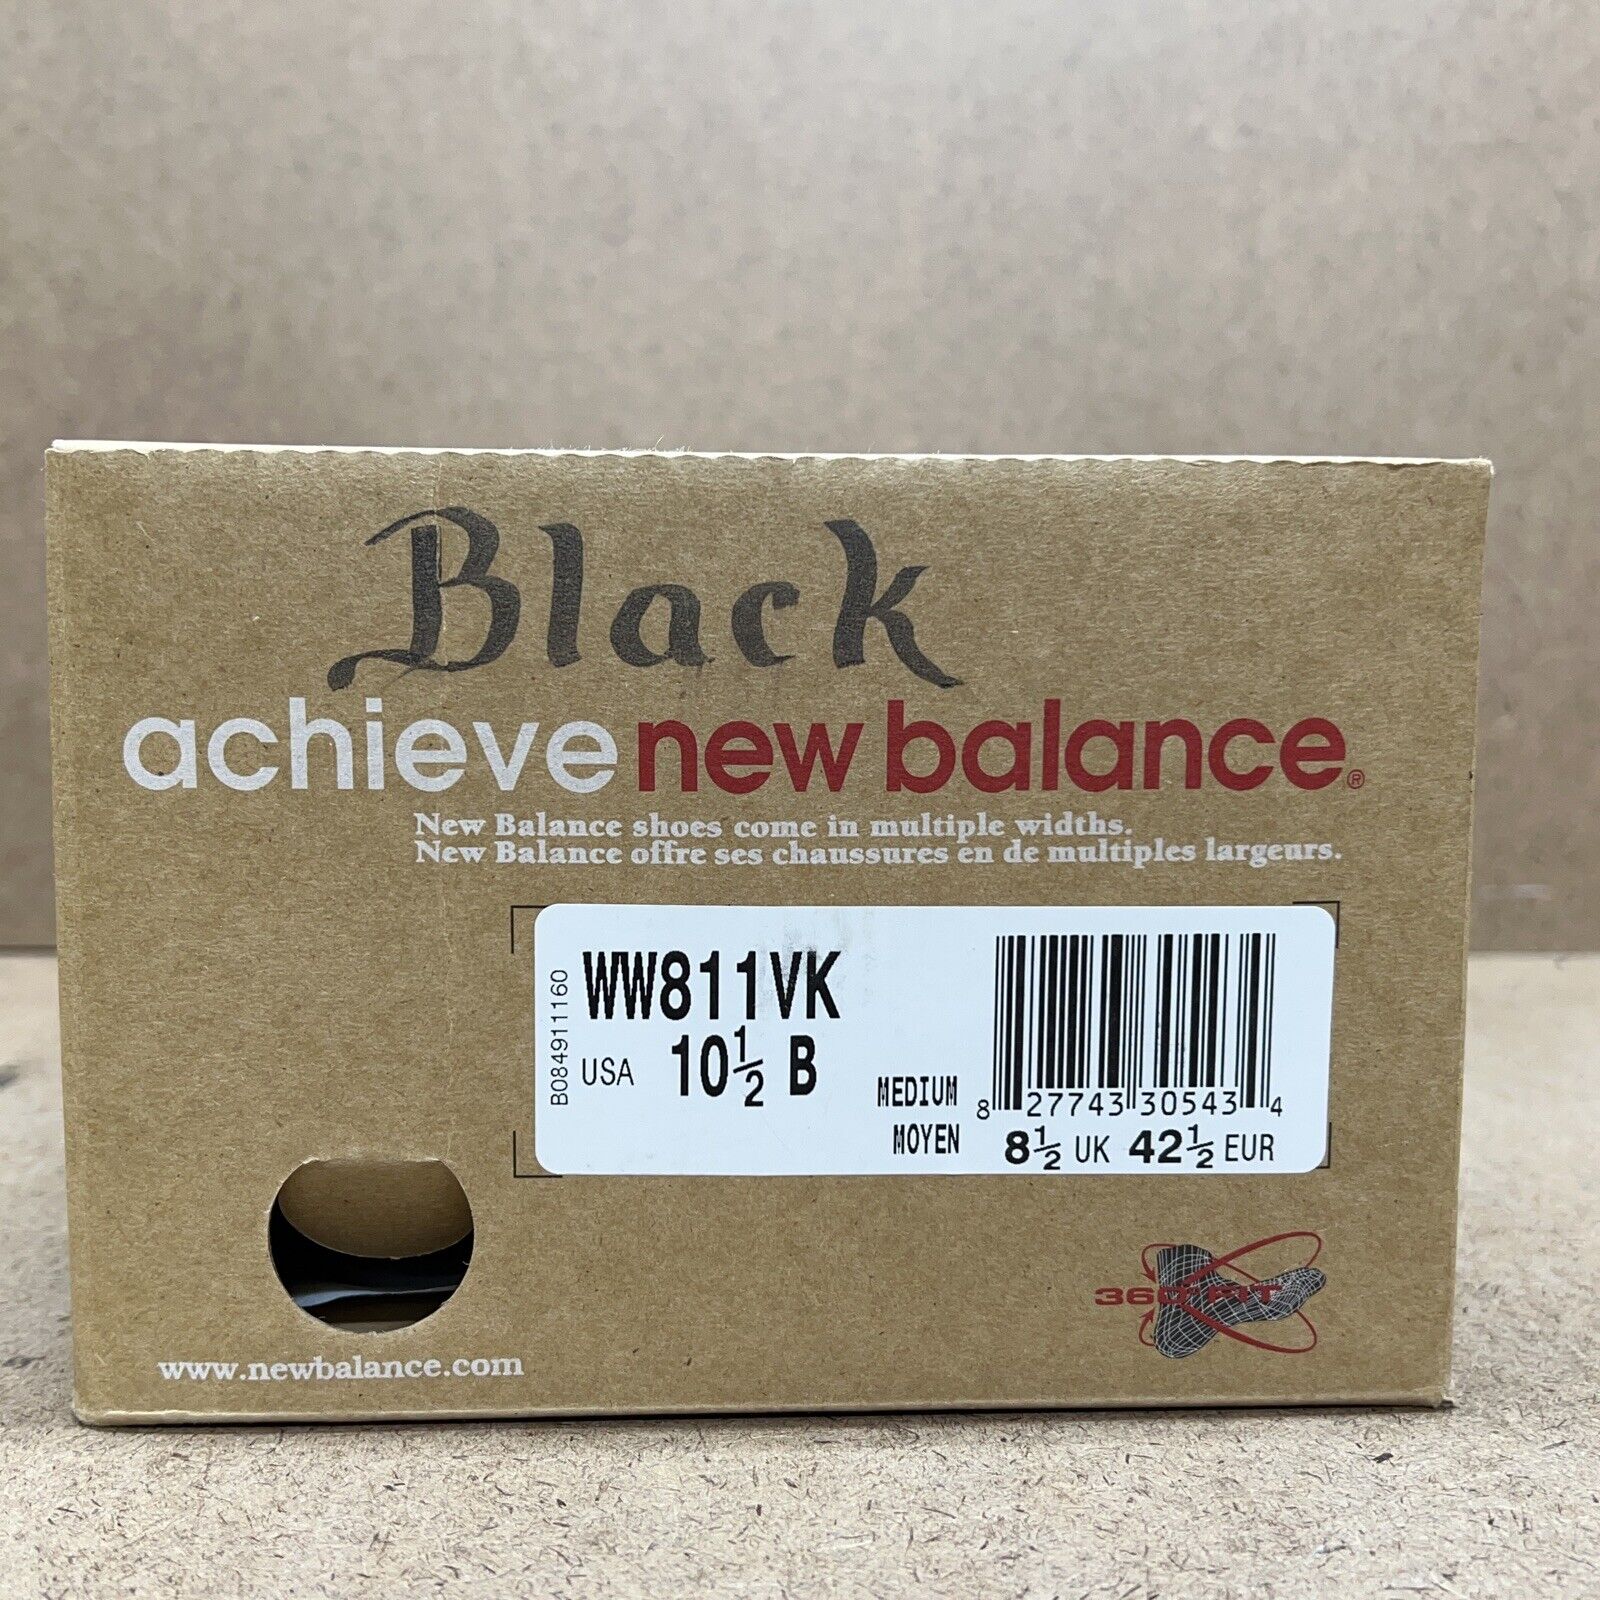 Black
achieve new balance®
New Balance shoes come in multiple widths.
New Balance offre ses chaussures en de multiples largeurs.
B084911160
WW811VK
USA 10½ B
MEDIUM
MOYEN
8 27743 30543 4
8½ UK 42½ EUR
360° FIT
www.newbalance.com